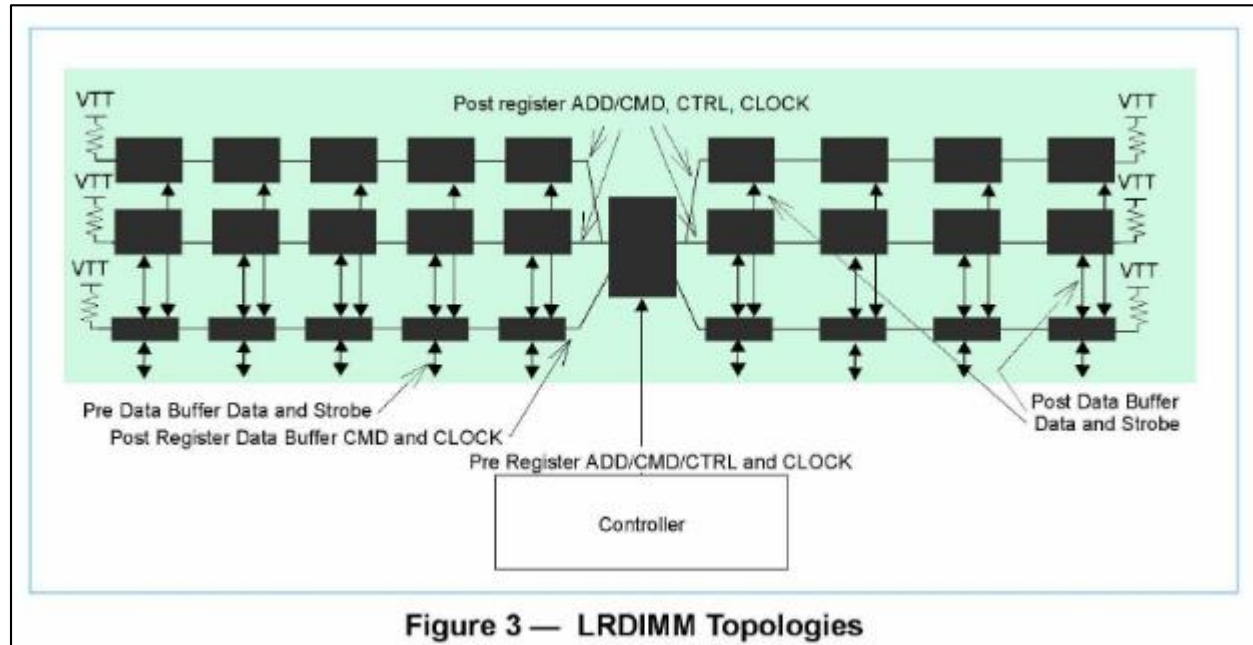 Post register ADD/CMD, CTRL, CLOCK
VTT
VTT
VTT
VTT
VTT
VTT
Pre Data Buffer Data and Strobe
Post Register Data Buffer CMD and CLOCK
Pre Register ADD/CMD/CTRL and CLOCK
Post Data Buffer
Data and Strobe
Controller
Figure 3 — LRDIMM Topologies